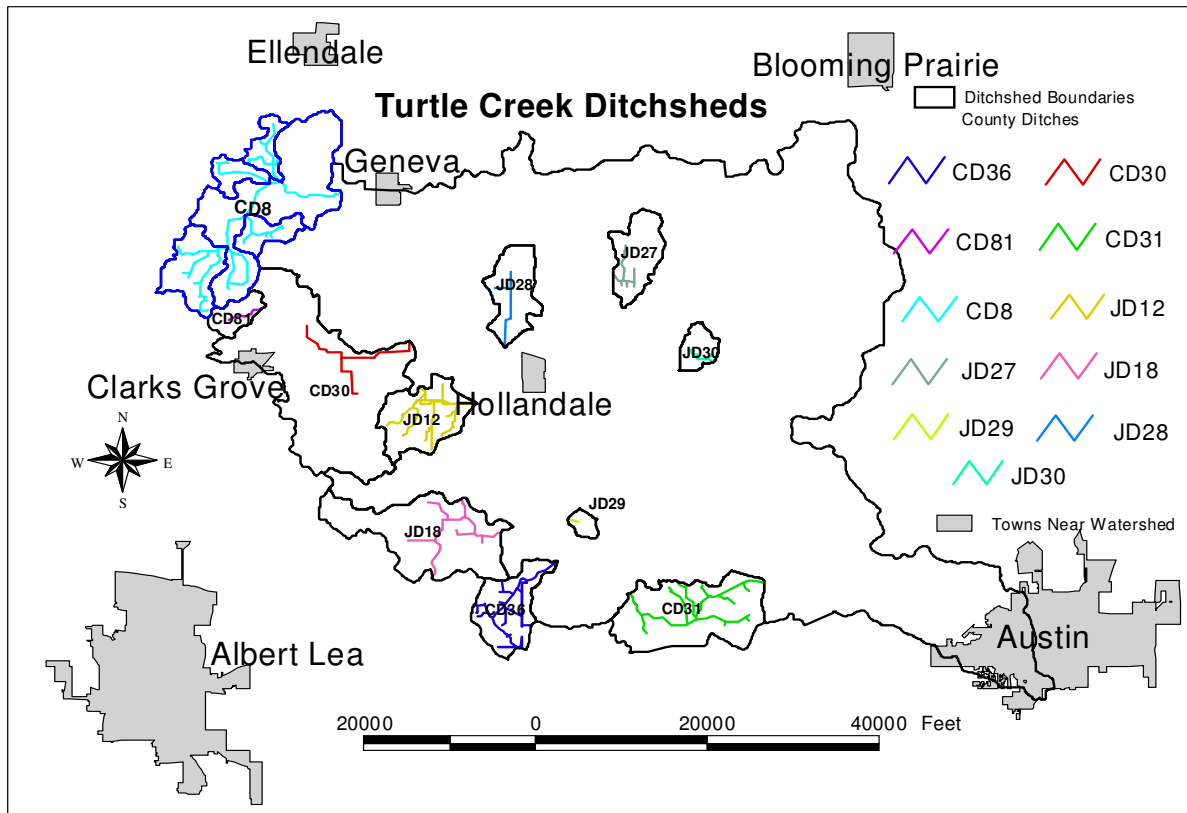 Ellendale
Blooming Prairie
Turtle Creek Ditchsheds
Ditchshed Boundaries
County Ditches
Geneva
CD36
CD30
CD8
JD27
CD81
CD31
JD28
CD8
JD12
CD81
JD30
JD27
JD18
Clarks Grove
CD30
Hollandale
JD12
JD29
JD28
N
W
E
S
JD30
JD29
JD18
Towns Near Watershed
CD36
CD31
Austin
Albert Lea
20000
0
20000
40000 Feet